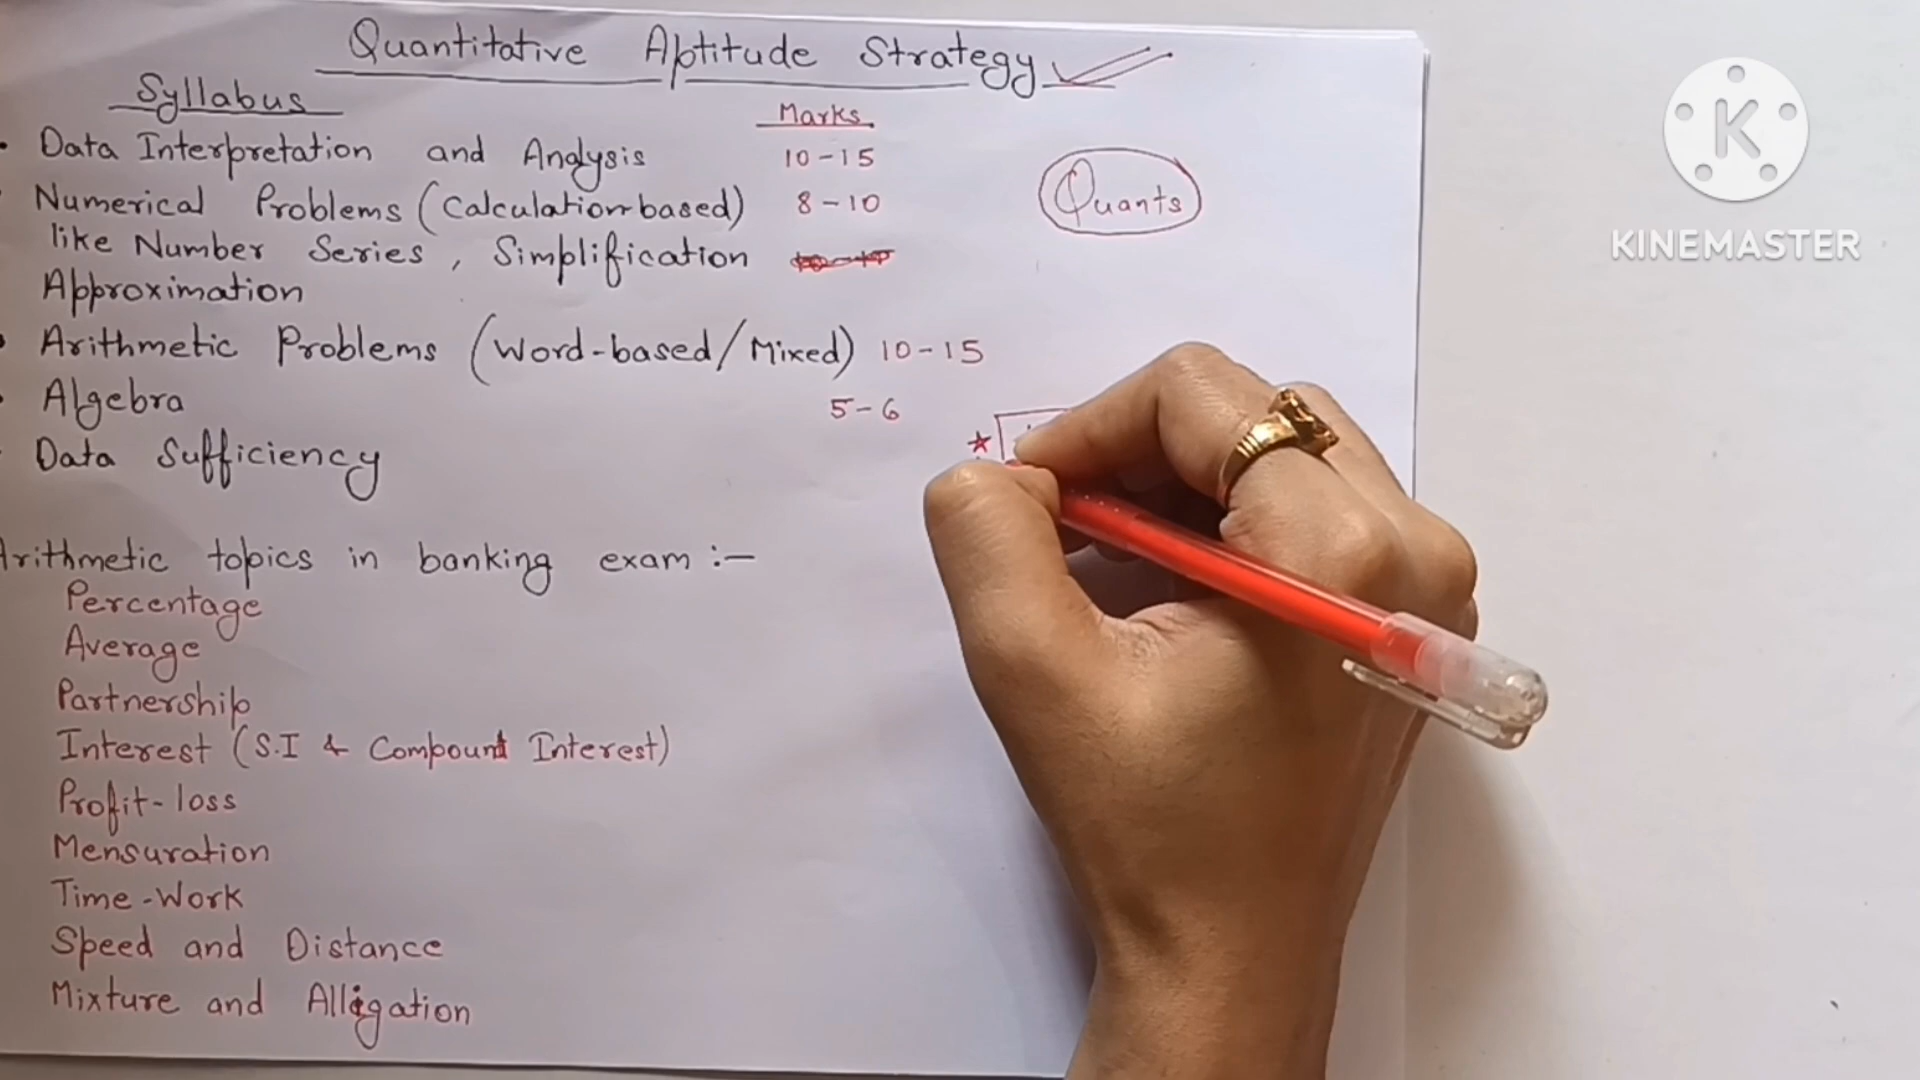 Quantitative Aptitude Strategy
Syllabus
Marks
Data Interpretation and Analysis 10-15
Numerical Problems (Calculation-based) 8-10
like Number Series, Simplification
Approximation
Quants
Arithmetic Problems (Word-based/Mixed) 10-15
Algebra 5-6
Data Sufficiency
Arithmetic topics in banking exam :-
Percentage
Average
Partnership
Interest (S.I & Compount Interest)
Profit-loss
Mensuration
Time-Work
Speed and Distance
Mixture and Alligation
K
KINEMASTER